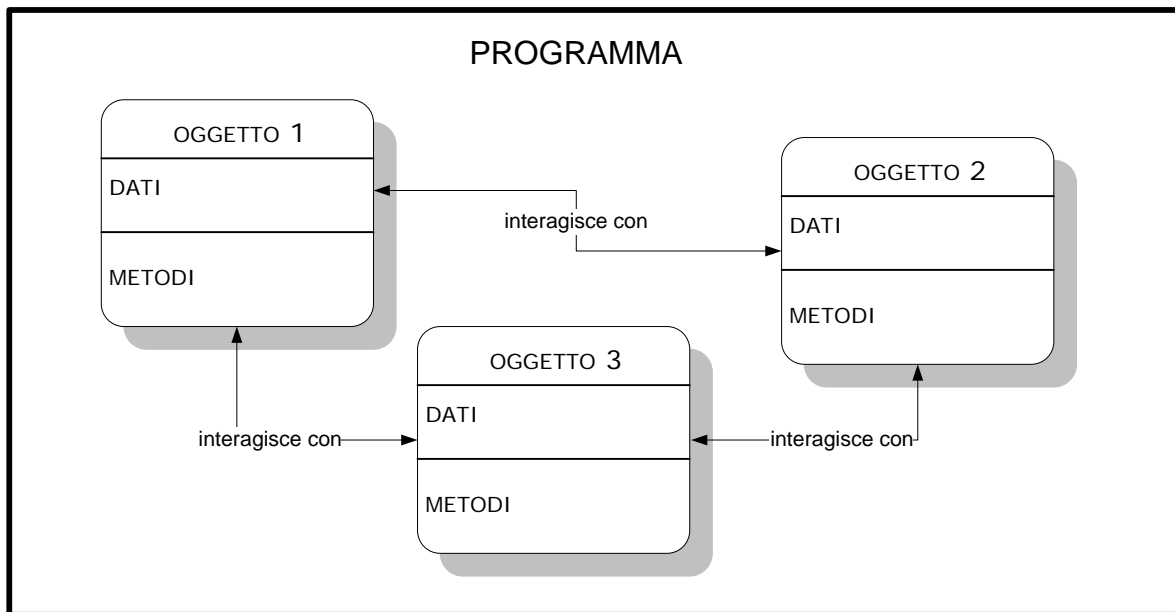 PROGRAMMA
OGGETTO 1
DATI
METODI
interagisce con
OGGETTO 2
DATI
METODI
OGGETTO 3
DATI
METODI
interagisce con
interagisce con